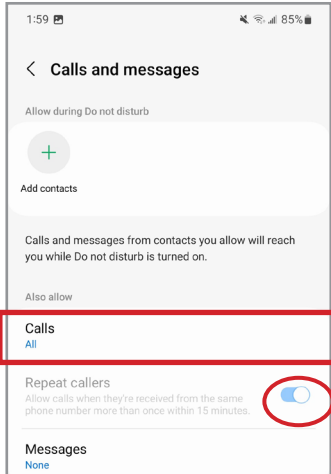 1:59 85%
Calls and messages
Allow during Do not disturb
Add contacts
Calls and messages from contacts you allow will reach
you while Do not disturb is turned on.
Also allow
Calls
All
Repeat callers
Allow calls when they're received from the same
phone number more than once within 15 minutes.
Messages
None